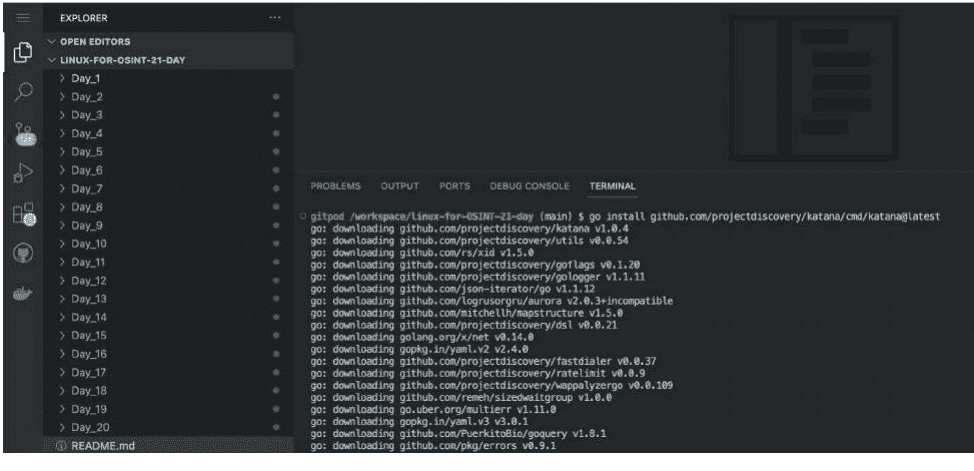 EXPLORER
OPEN EDITORS
LINUX-FOR-OSINT-21-DAY
Day_1
Day_2
Day_3
Day_4
Day_5
Day_6
Day_7
Day_8
Day_9
Day_10
Day_11
Day_12
Day_13
Day_14
Day_15
Day_16
Day_17
Day_18
Day_19
Day_20
README.md
PROBLEMS OUTPUT PORTS DEBUG CONSOLE TERMINAL
gitpod /workspace/linux-for-OSINT-21-day (main) $ go install github.com/projectdiscovery/katana/cmd/katana@latest
go: downloading github.com/projectdiscovery/katana v1.0.4
go: downloading github.com/projectdiscovery/utils v0.0.54
go: downloading github.com/rs/xid v1.5.0
go: downloading github.com/projectdiscovery/goflags v0.1.20
go: downloading github.com/projectdiscovery/gologger v1.1.11
go: downloading github.com/json-iterator/go v1.1.12
go: downloading github.com/logrusorgru/aurora v2.0.3+incompatible
go: downloading github.com/mitchellh/mapstructure v1.5.0
go: downloading github.com/projectdiscovery/dsl v0.0.21
go: downloading golang.org/x/net v0.14.0
go: downloading gopkg.in/yaml.v2 v2.4.0
go: downloading github.com/projectdiscovery/fastdialer v0.0.37
go: downloading github.com/projectdiscovery/ratelimit v0.0.9
go: downloading github.com/projectdiscovery/wappalyzergo v0.0.109
go: downloading github.com/remeh/sizedwaitgroup v1.0.0
go: downloading go.uber.org/multierr v1.11.0
go: downloading gopkg.in/yaml.v3 v3.0.1
go: downloading github.com/PuerkitoBio/goquery v1.8.1
go: downloading github.com/pkg/errors v0.9.1